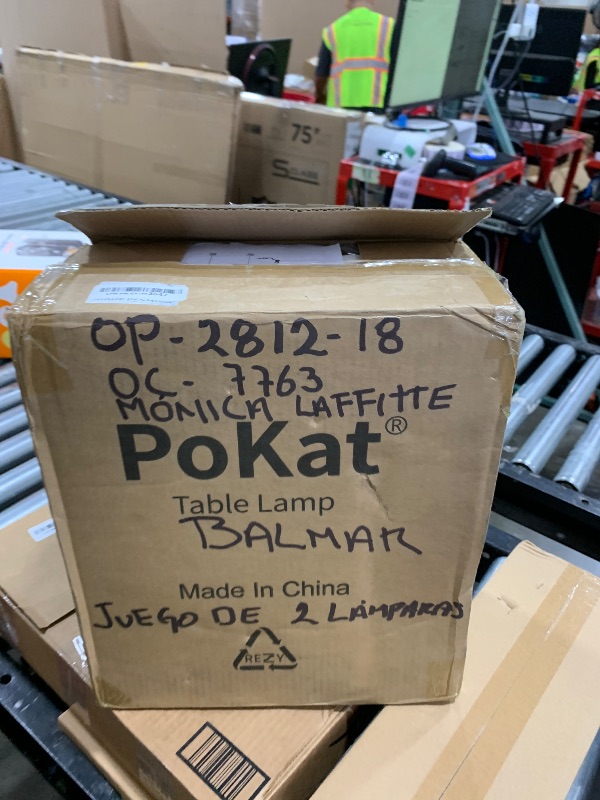 75"
OP-2812-18
OC-7763
MÓNICA LAFFITTE
PoKat®
Table Lamp
BALMAR
Made In China
JUEGO DE 2 LÁMPARAS
REZY